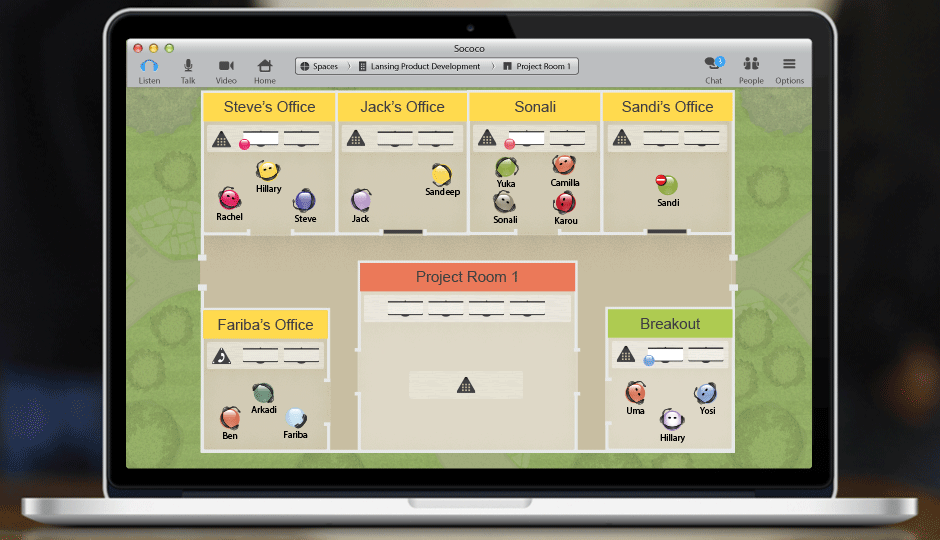 Sococo
Listen
Talk
Video
Home
Spaces
Lansing Product Development
Project Room 1
Chat
3
People
Options
Steve's Office
Jack's Office
Sonali
Sandi's Office
Hillary
Rachel
Steve
Sandeep
Jack
Yuka
Camilla
Sonali
Karou
Sandi
Project Room 1
Fariba's Office
Breakout
Arkadi
Ben
Fariba
Uma
Yosi
Hillary